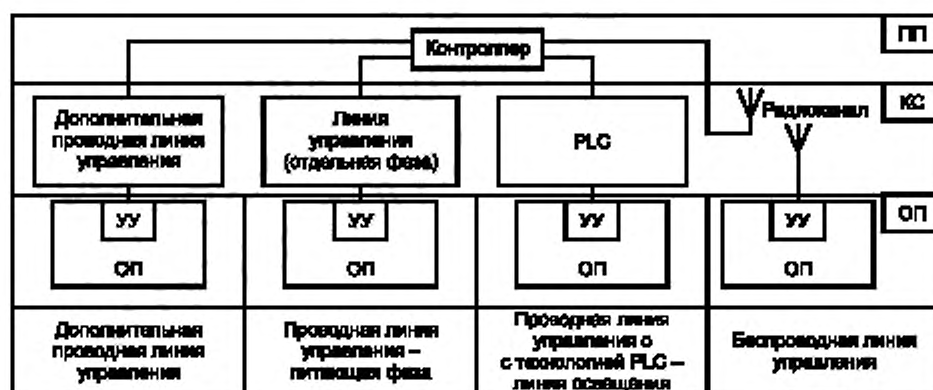 ПП
Контроллер
КС
Дополнительная
проводная линия
управления
Линия
управления
(отдельная фаза)
PLC
Радиоканал
ОП
УУ
ОП
УУ
ОП
УУ
ОП
УУ
ОП
Дополнительная
проводная линия
управления
Проводная линия
управления –
питающая фаза
Проводная линия
управления с
с технологией PLC –
линия освещения
Беспроводная линия
управления